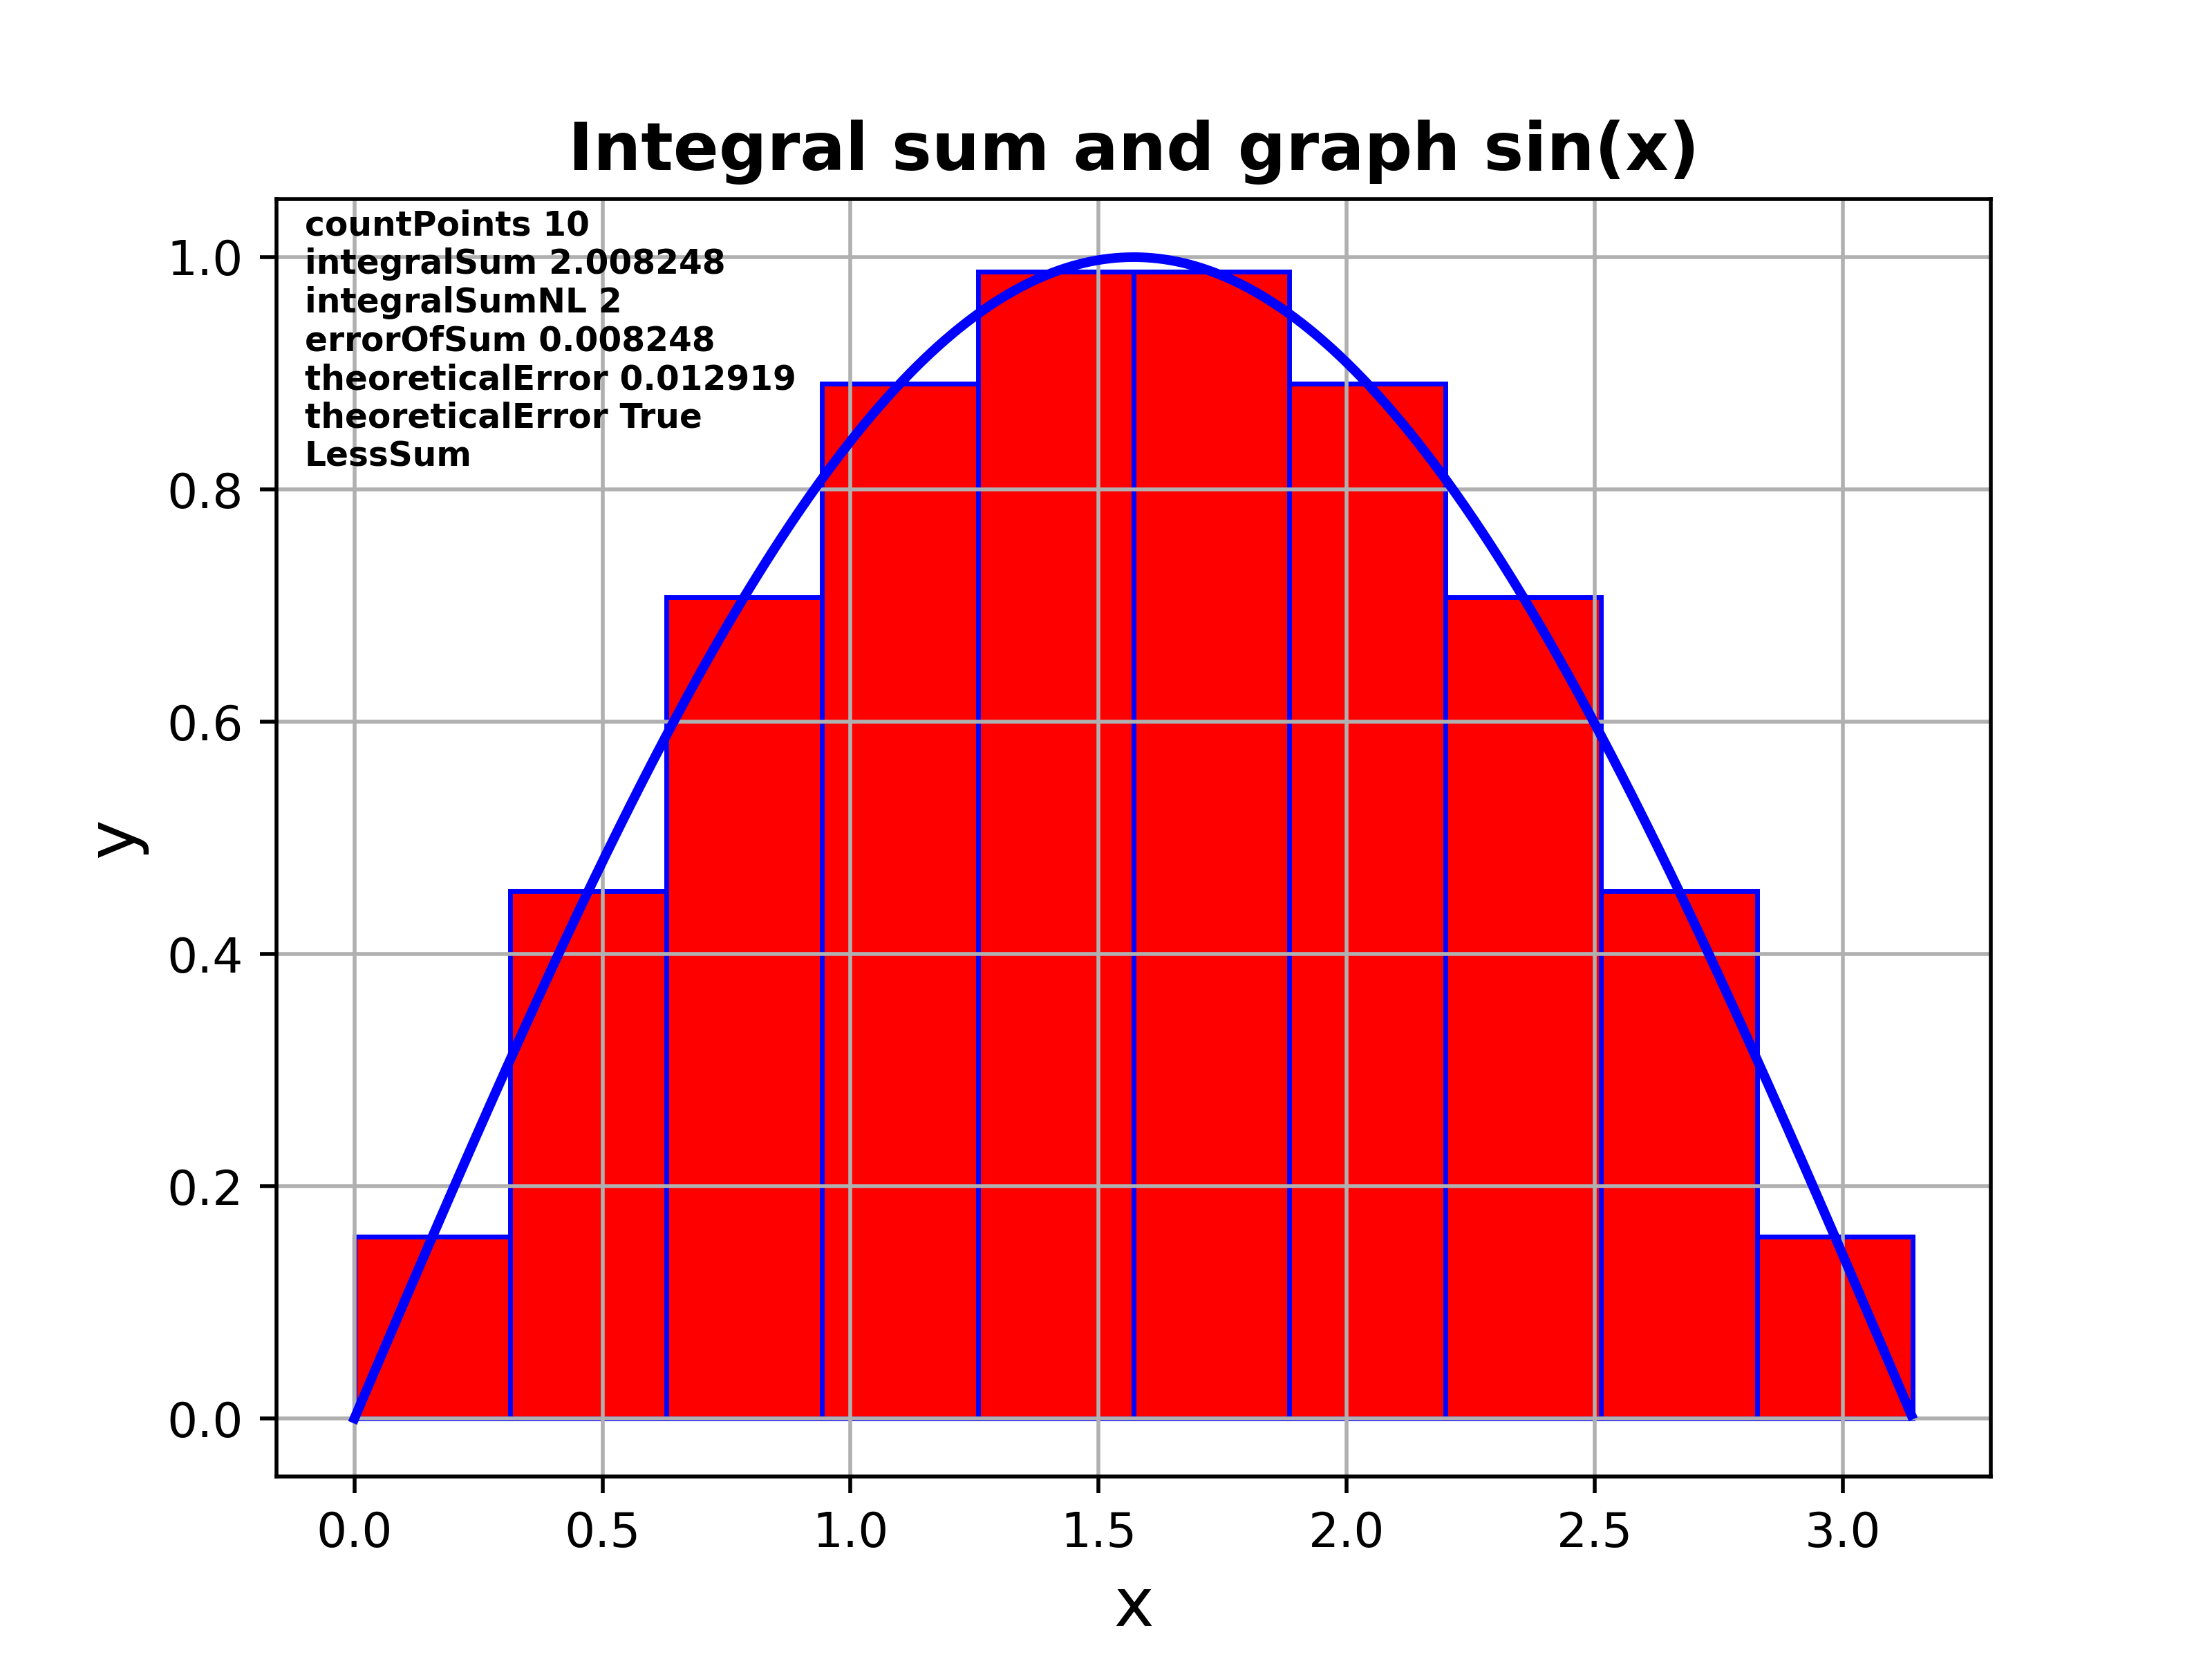 Integral sum and graph sin(x)
countPoints 10
integralSum 2.008248
integralSumNL 2
errorOfSum 0.008248
theoreticalError 0.012919
theoreticalError True
LessSum
1.0
0.8
0.6
0.4
0.2
0.0
y
0.0 0.5 1.0 1.5 2.0 2.5 3.0
x